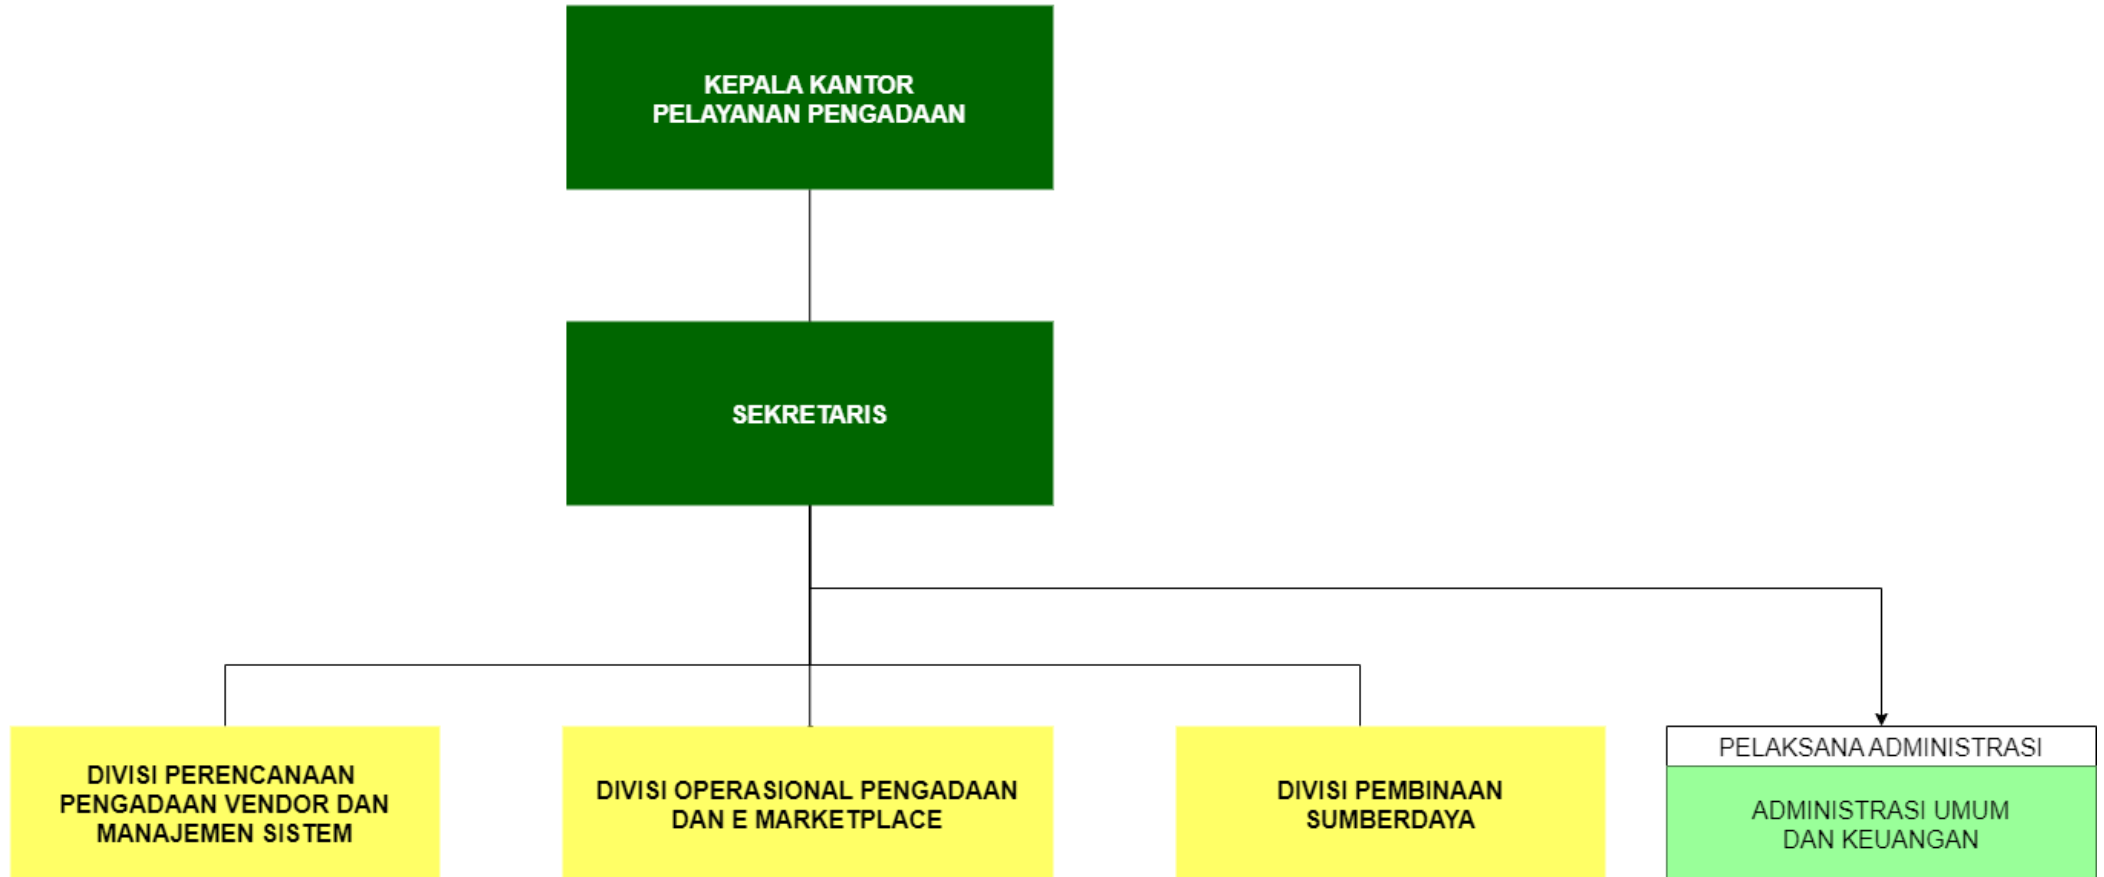 KEPALA KANTOR
PELAYANAN PENGADAAN
SEKRETARIS
DIVISI PERENCANAAN
PENGADAAN VENDOR DAN
MANAJEMEN SISTEM
DIVISI OPERASIONAL PENGADAAN
DAN E MARKETPLACE
DIVISI PEMBINAAN
SUMBERDAYA
PELAKSANA ADMINISTRASI
ADMINISTRASI UMUM
DAN KEUANGAN